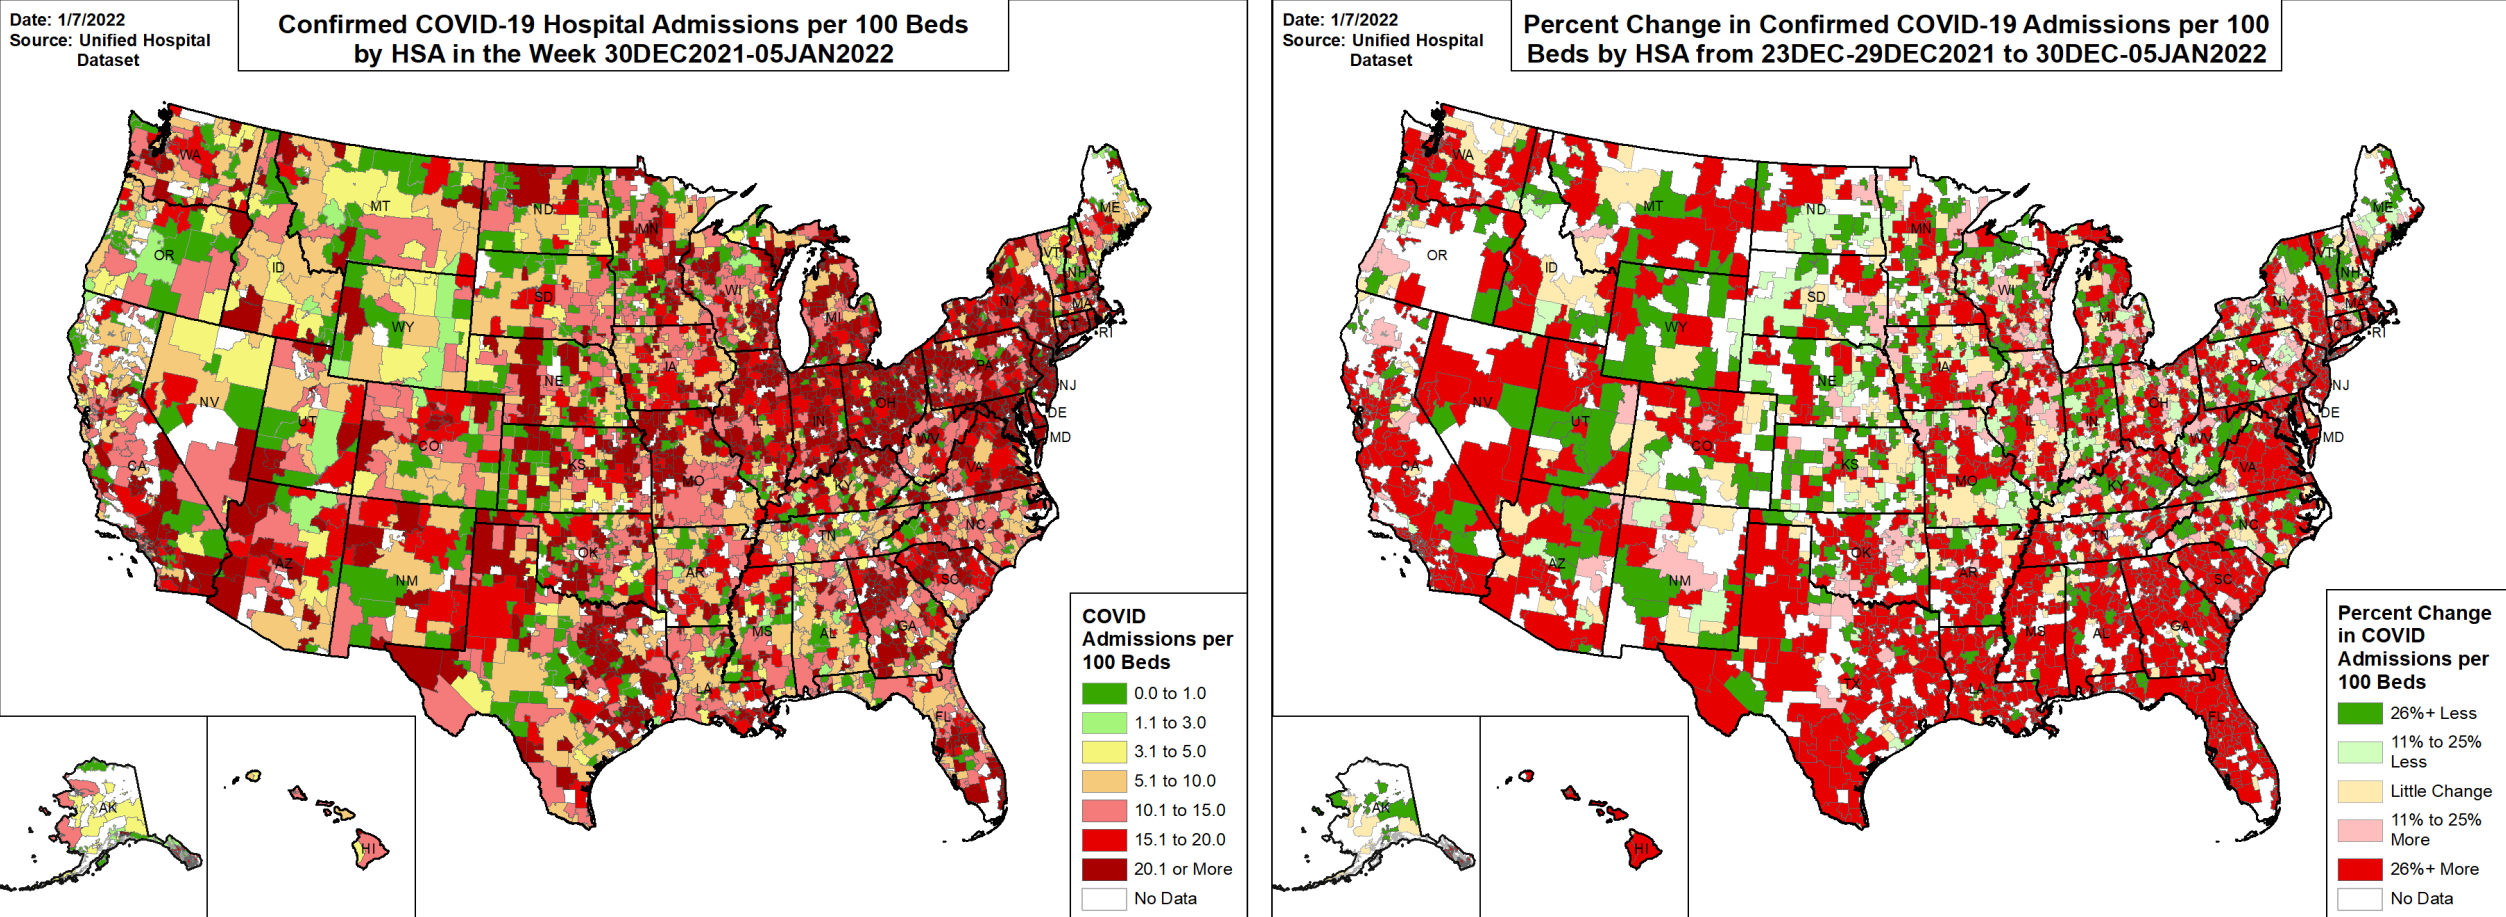 Date: 1/7/2022
Source: Unified Hospital
Dataset
Confirmed COVID-19 Hospital Admissions per 100 Beds
by HSA in the Week 30DEC2021-05JAN2022
WA
MT
ND
MN
ME
OR
ID
SD
WI
VT
NH
NY
MA
CT
RI
WY
MI
IA
PA
NE
NJ
NV
UT
CO
IL
IN
OH
DE
MD
WV
CA
KS
MO
VA
KY
NC
TN
AZ
NM
OK
AR
SC
MS
AL
GA
TX
LA
FL
AK
HI
COVID
Admissions per
100 Beds
0.0 to 1.0
1.1 to 3.0
3.1 to 5.0
5.1 to 10.0
10.1 to 15.0
15.1 to 20.0
20.1 or More
No Data
Date: 1/7/2022
Source: Unified Hospital
Dataset
Percent Change in Confirmed COVID-19 Admissions per 100
Beds by HSA from 23DEC-29DEC2021 to 30DEC-05JAN2022
WA
MT
ND
MN
ME
OR
ID
SD
WI
VT
NH
NY
MA
CT
RI
WY
MI
IA
PA
NE
NJ
NV
UT
CO
IL
IN
OH
DE
MD
WV
CA
KS
MO
VA
KY
NC
TN
AZ
NM
OK
AR
SC
MS
AL
GA
TX
LA
FL
AK
HI
Percent Change
in COVID
Admissions per
100 Beds
26%+ Less
11% to 25%
Less
Little Change
11% to 25%
More
26%+ More
No Data